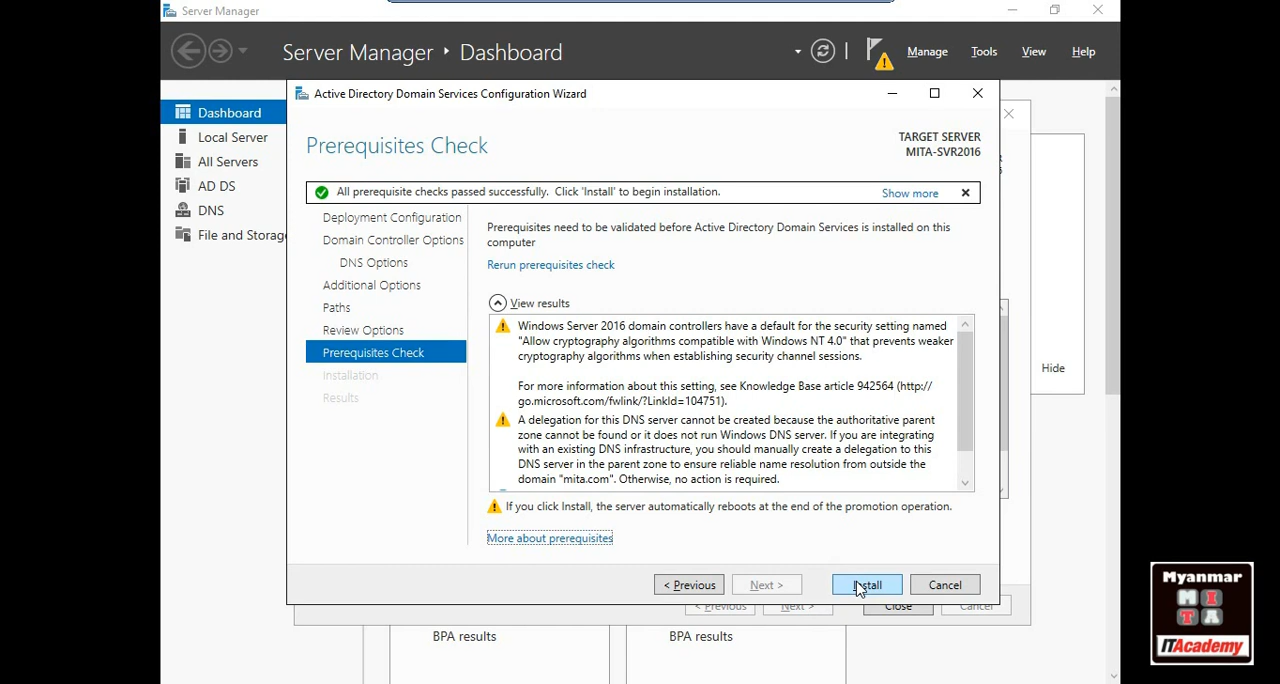 Server Manager
Server Manager • Dashboard
Manage
Tools
View
Help
Active Directory Domain Services Configuration Wizard
Dashboard
Local Server
All Servers
AD DS
DNS
File and Storag
Prerequisites Check
TARGET SERVER
MITA-SVR2016
All prerequisite checks passed successfully. Click 'Install' to begin installation.
Show more
Deployment Configuration
Domain Controller Options
DNS Options
Additional Options
Paths
Review Options
Prerequisites Check
Installation
Results
Prerequisites need to be validated before Active Directory Domain Services is installed on this
computer
Rerun prerequisites check
View results
Windows Server 2016 domain controllers have a default for the security setting named
"Allow cryptography algorithms compatible with Windows NT 4.0" that prevents weaker
cryptography algorithms when establishing security channel sessions.
For more information about this setting, see Knowledge Base article 942564 (http://
go.microsoft.com/fwlink/?LinkId=104751).
A delegation for this DNS server cannot be created because the authoritative parent
zone cannot be found or it does not run Windows DNS server. If you are integrating
with an existing DNS infrastructure, you should manually create a delegation to this
DNS server in the parent zone to ensure reliable name resolution from outside the
domain "mita.com". Otherwise, no action is required.
If you click Install, the server automatically reboots at the end of the promotion operation.
More about prerequisites
Hide
< Previous
Next >
Install
Cancel
< Previous
Next >
Close
Cancel
BPA results
BPA results
Myanmar
M I
T A
ITAcademy